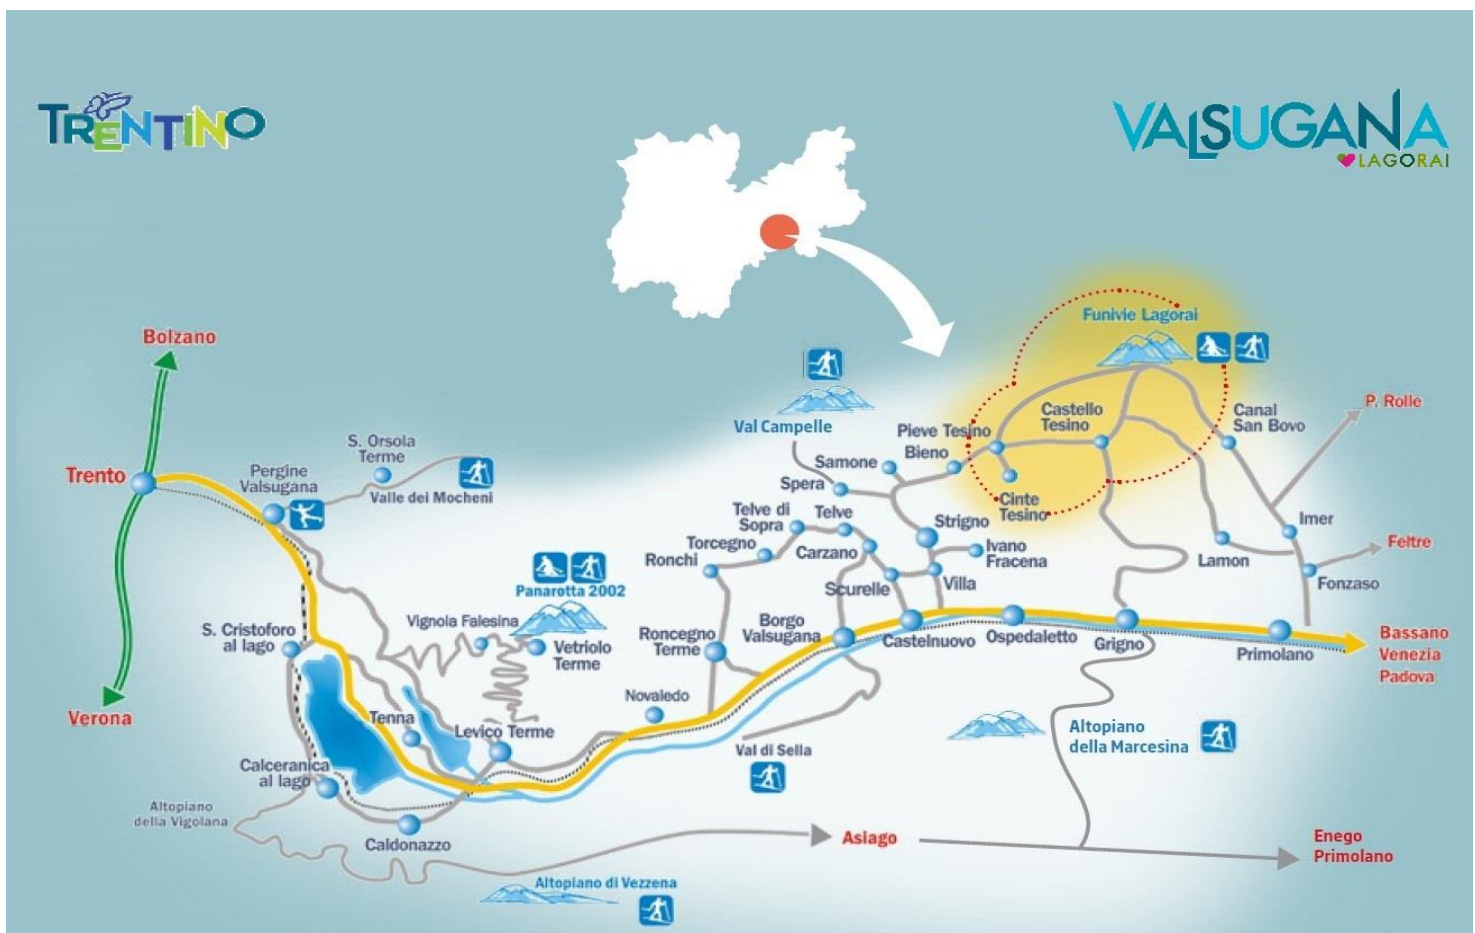 TRENTINO
VALSUGANA
LAGORAI
Bolzano
Funivie Lagorai
P. Rolle
Val Campelle
Castello
Tesino
Canal
San Bovo
Pieve Tesino
Bieno
S. Orsola
Terme
Samone
Trento
Pergine
Valsugana
Valle dei Mocheni
Spera
Cinte
Tesino
Telve di
Sopra
Telve
Strigno
Imer
Torcegno
Carzano
Ivano
Fracena
Feltre
Ronchi
Lamon
Panarotta 2002
Scurelle
Villa
Fonzaso
Vignola Falesina
S. Cristoforo
al lago
Roncegno
Terme
Borgo
Valsugana
Castelnuovo
Ospedaletto
Grigno
Primolano
Bassano
Venezia
Padova
Vetriolo
Terme
Verona
Novaledo
Tenna
Levico Terme
Val di Sella
Altopiano
della Marcesina
Calceranica
al lago
Altopiano
della Vigolana
Caldonazzo
Asiago
Enego
Primolano
Altopiano di Vezzena